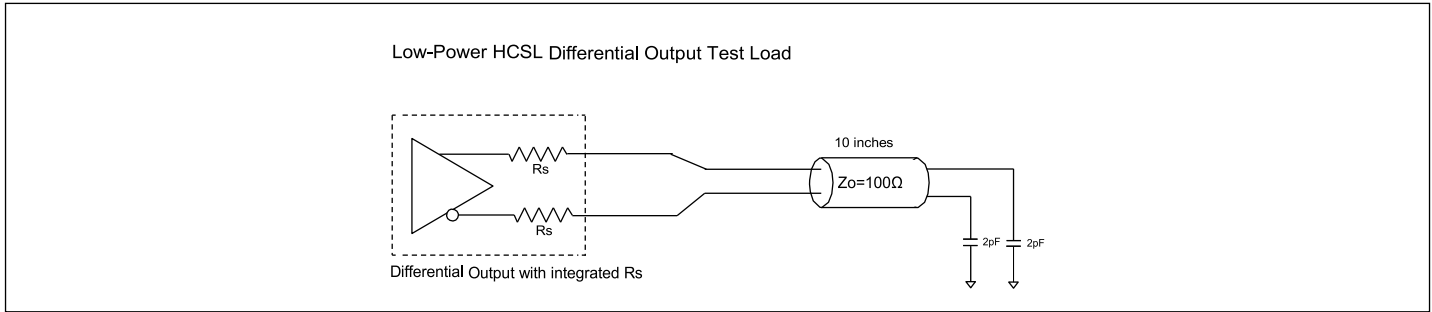 Low-Power HCSL Differential Output Test Load
10 inches
Rs
Zo=100Ω
Rs
2pF
2pF
Differential Output with integrated Rs